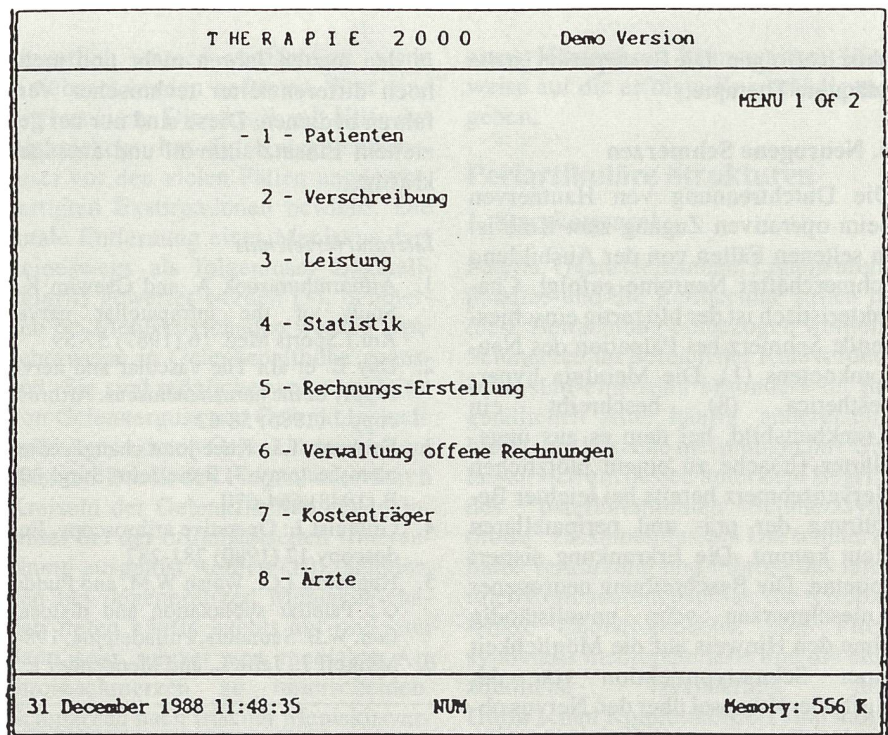 THERAPIE 2000 Demo Version
MENU 1 OF 2
- 1 - Patienten
2 - Verschreibung
3 - Leistung
4 - Statistik
5 - Rechnungs-Erstellung
6 - Verwaltung offene Rechnungen
7 - Kostenträger
8 - Ärzte
31 December 1988 11:48:35 NUM Memory: 556 K